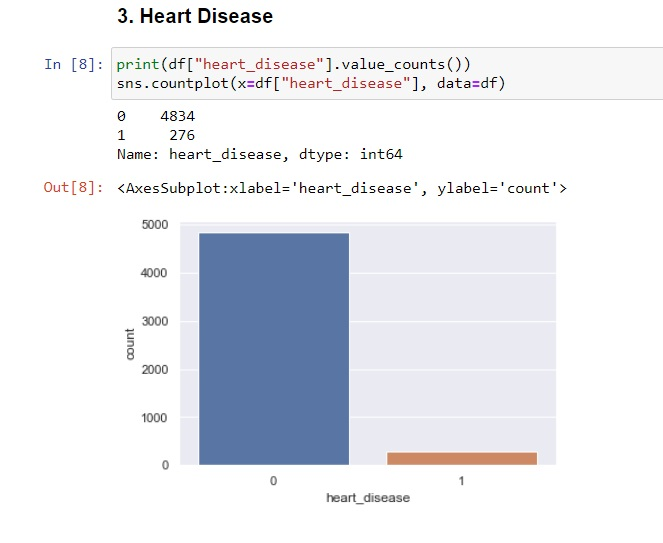 3. Heart Disease
In [8]: print(df["heart_disease"].value_counts())
sns.countplot(x=df["heart_disease"], data=df)
0    4834
1     276
Name: heart_disease, dtype: int64
Out[8]: <AxesSubplot:xlabel='heart_disease', ylabel='count'>
5000
4000
3000
2000
1000
0
count
0 1
heart_disease